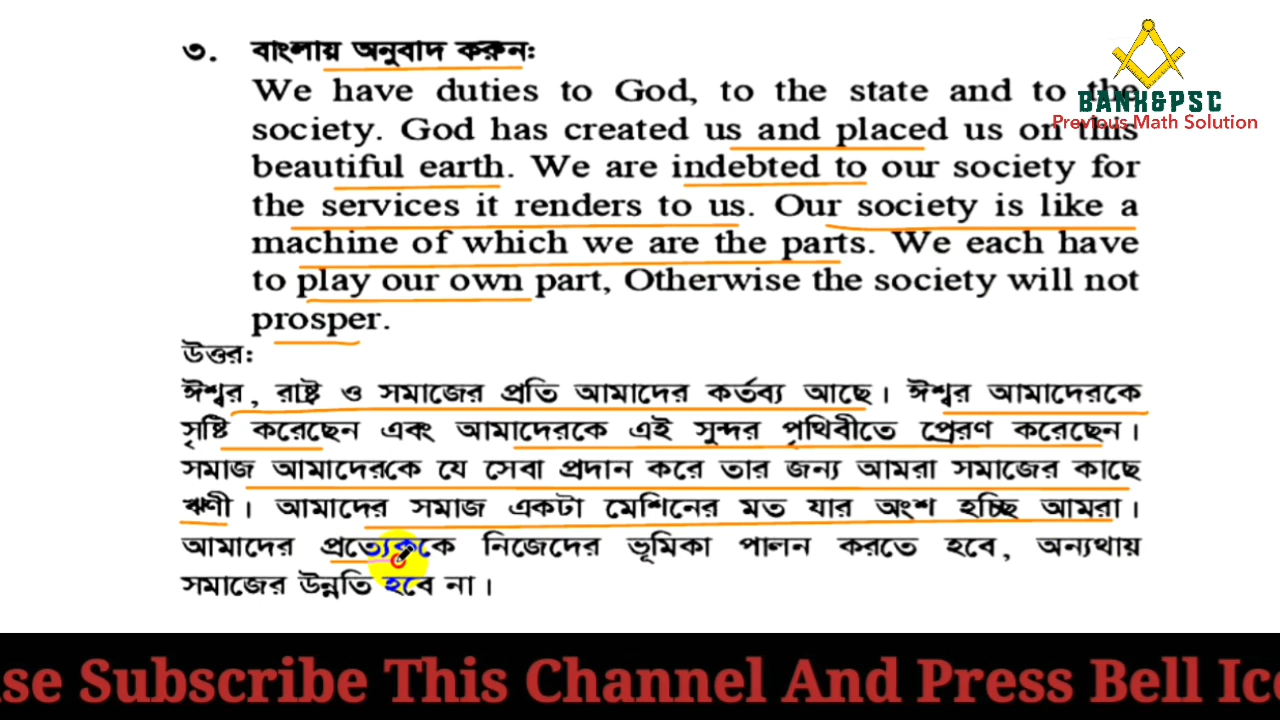 ৩. বাংলায় অনুবাদ করুনঃ
We have duties to God, to the state and to the
society. God has created us and placed us on this
beautiful earth. We are indebted to our society for
the services it renders to us. Our society is like a
machine of which we are the parts. We each have
to play our own part, Otherwise the society will not
prosper.
BANK&PSC
Previous Math Solution
উত্তরঃ
ঈশ্বর, রাষ্ট্র ও সমাজের প্রতি আমাদের কর্তব্য আছে। ঈশ্বর আমাদেরকে
সৃষ্টি করেছেন এবং আমাদেরকে এই সুন্দর পৃথিবীতে প্রেরণ করেছেন।
সমাজ আমাদেরকে যে সেবা প্রদান করে তার জন্য আমরা সমাজের কাছে
ঋণী। আমাদের সমাজ একটা মেশিনের মত যার অংশ হচ্ছি আমরা।
আমাদের প্রত্যেককে নিজেদের ভূমিকা পালন করতে হবে, অন্যথায়
সমাজের উন্নতি হবে না।
se Subscribe This Channel And Press Bell Ico